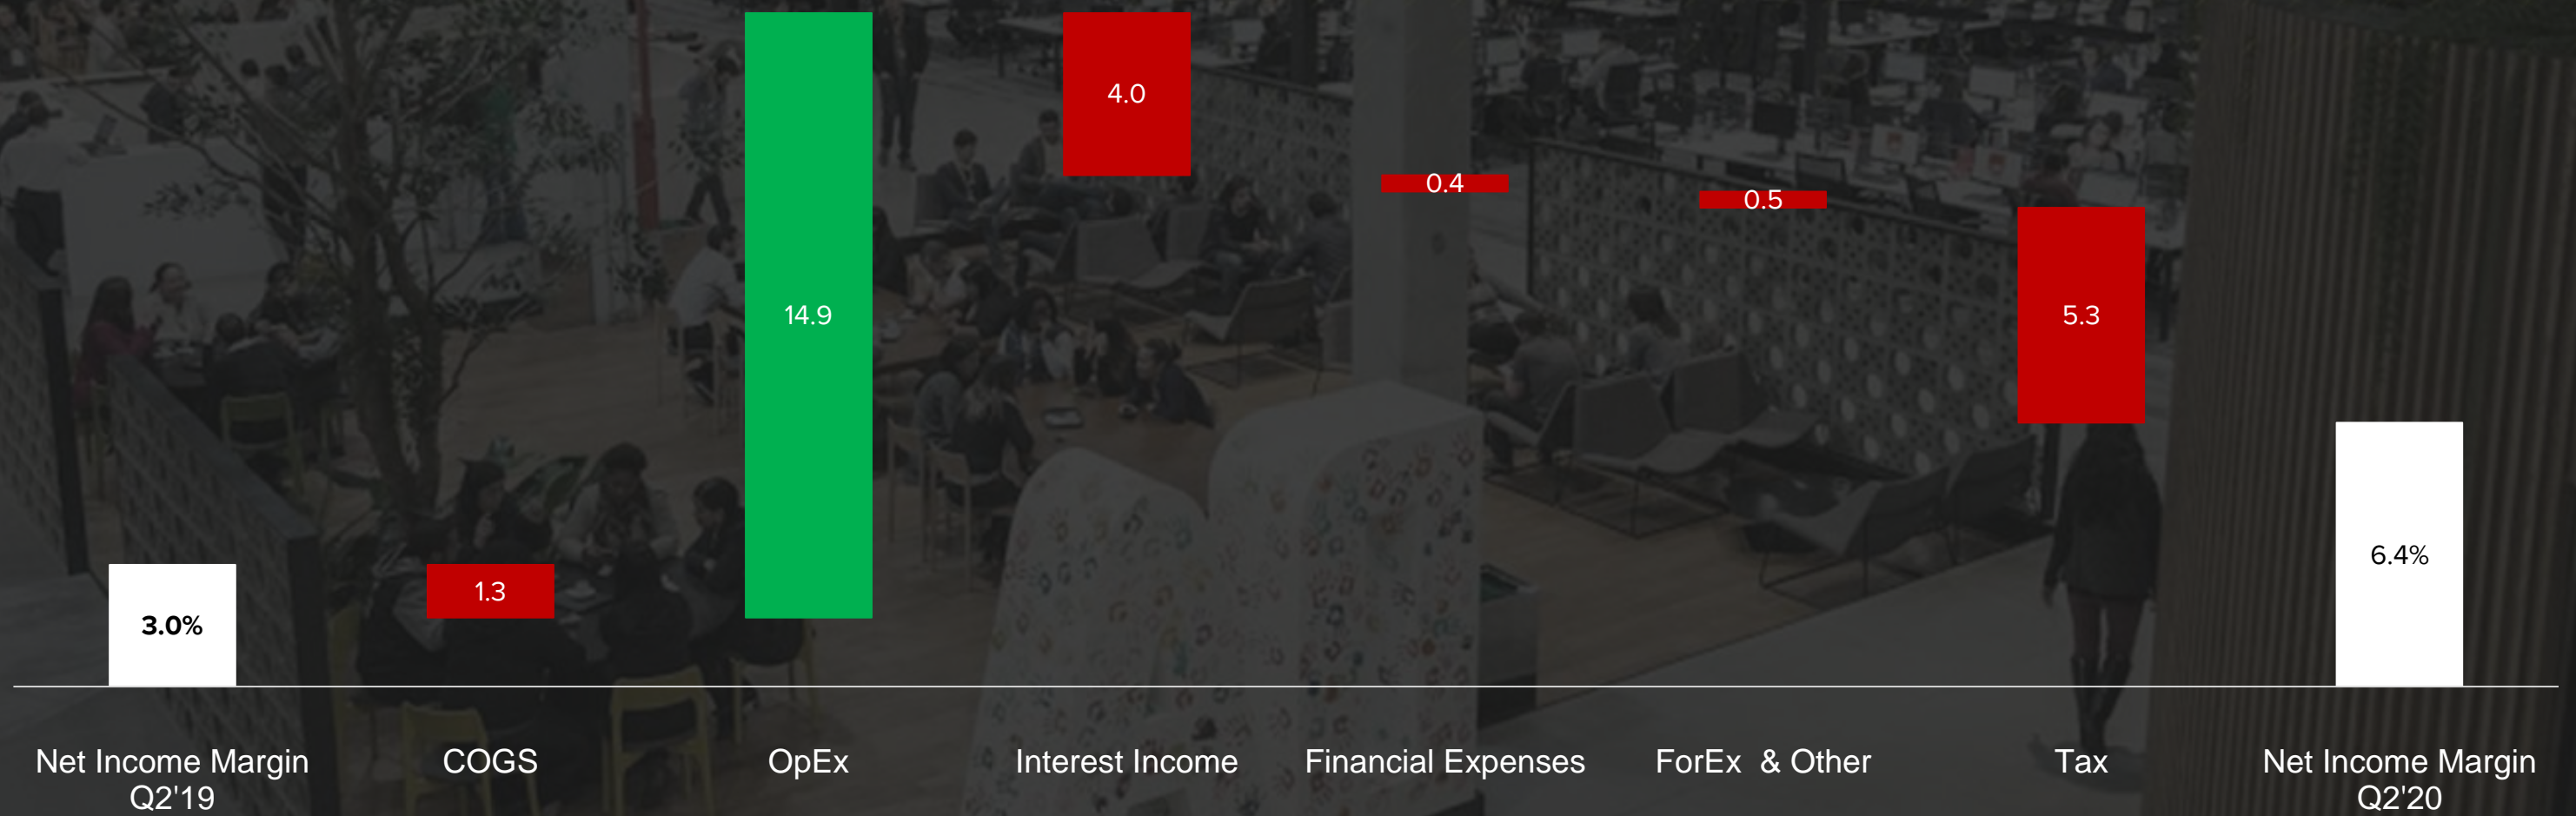 4.0
0.4
0.5
14.9
5.3
6.4%
1.3
3.0%
Net Income Margin
Q2'19
COGS
OpEx
Interest Income
Financial Expenses
ForEx & Other
Tax
Net Income Margin
Q2'20